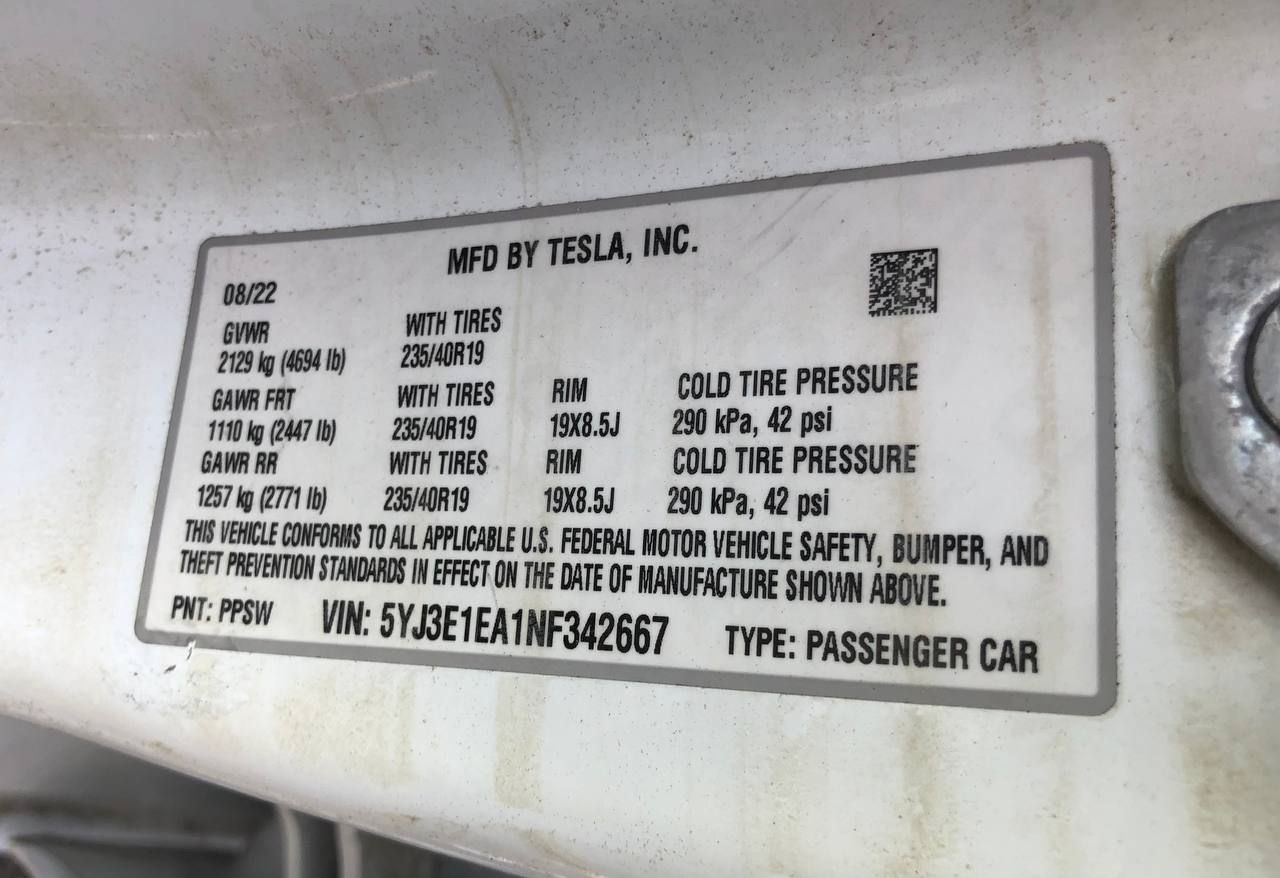 MFD BY TESLA, INC.
08/22
GVWR WITH TIRES
2129 kg (4694 lb) 235/40R19
GAWR FRT WITH TIRES RIM COLD TIRE PRESSURE
1110 kg (2447 lb) 235/40R19 19X8.5J 290 kPa, 42 psi
GAWR RR WITH TIRES RIM COLD TIRE PRESSURE
1257 kg (2771 lb) 235/40R19 19X8.5J 290 kPa, 42 psi
THIS VEHICLE CONFORMS TO ALL APPLICABLE U.S. FEDERAL MOTOR VEHICLE SAFETY, BUMPER, AND
THEFT PREVENTION STANDARDS IN EFFECT ON THE DATE OF MANUFACTURE SHOWN ABOVE.
PNT: PPSW VIN: 5YJ3E1EA1NF342667 TYPE: PASSENGER CAR